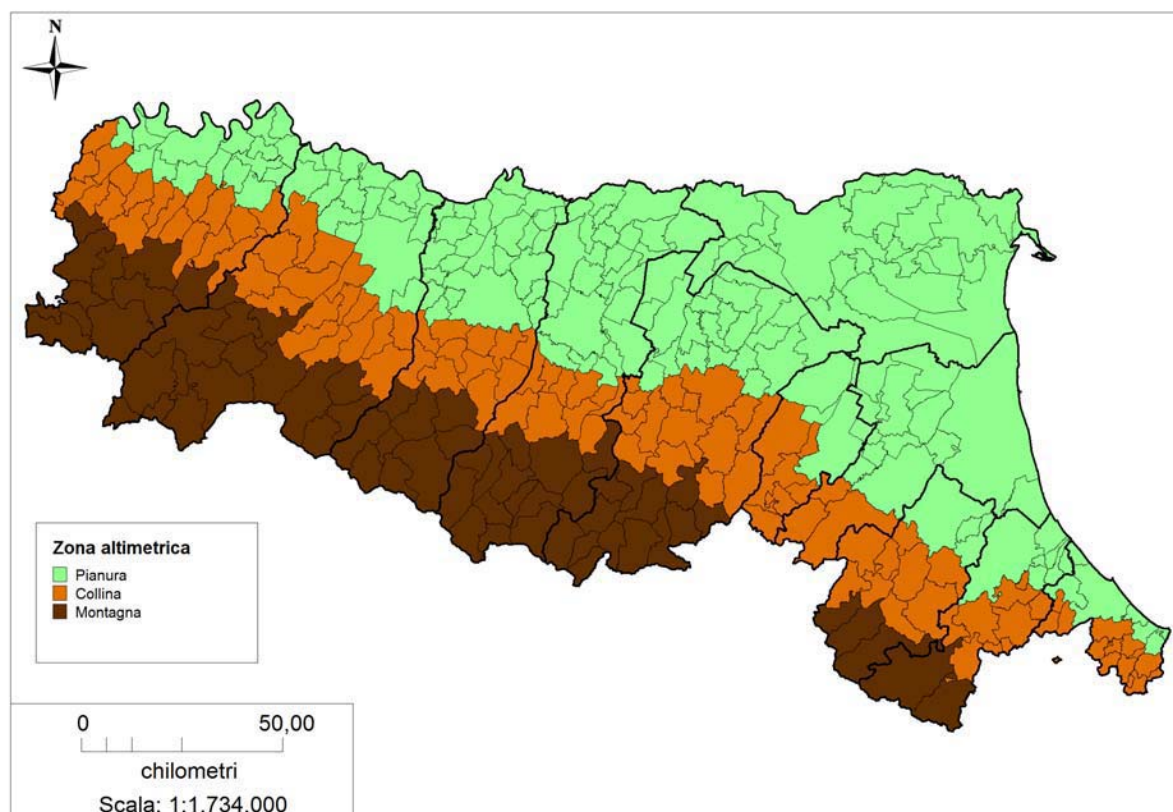 N
Zona altimetrica
Pianura
Collina
Montagna
0 50,00
chilometri
Scala: 1:1.734.000